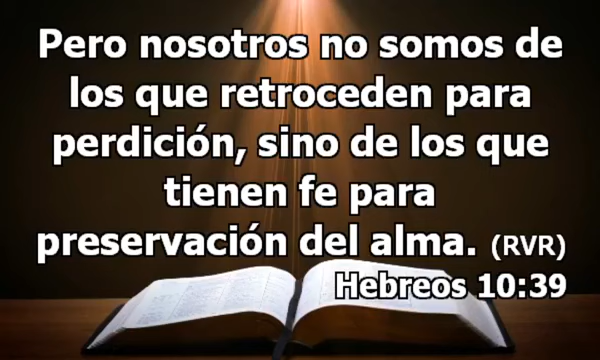 Pero nosotros no somos de
los que retroceden para
perdición, sino de los que
tienen fe para
preservación del alma. (RVR)
Hebreos 10:39